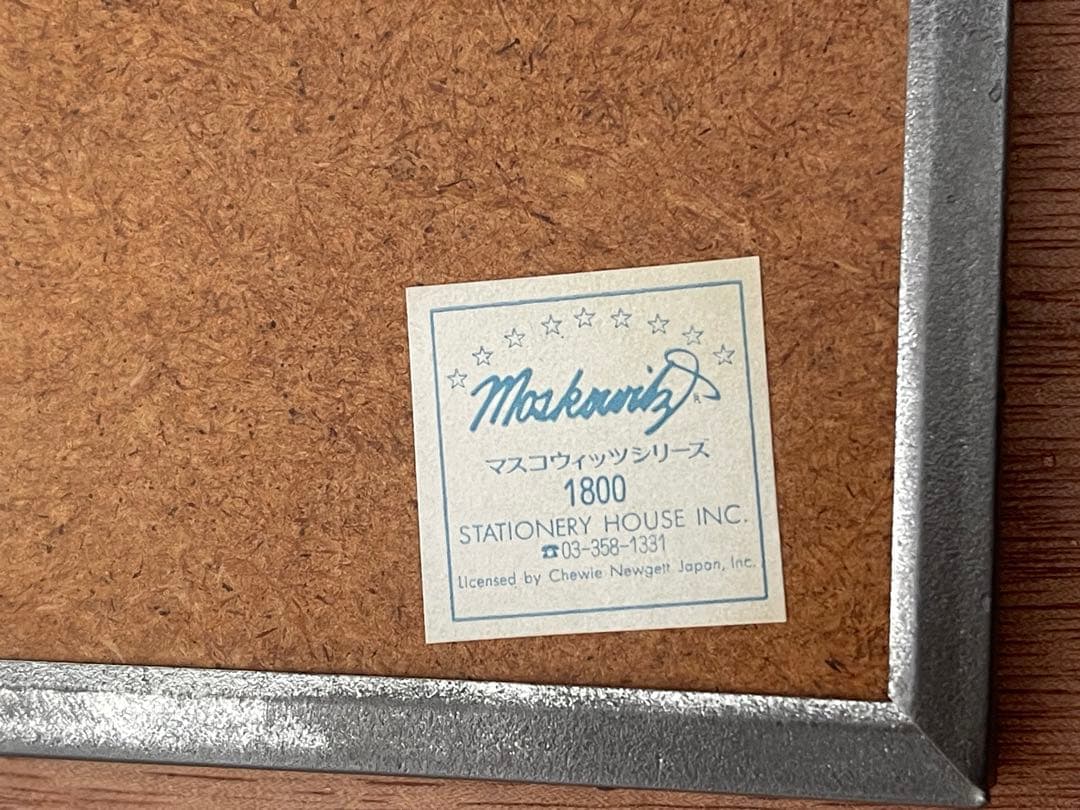 Moskowitz
®
マスコウィッツシリーズ
1800
STATIONERY HOUSE INC.
☎03-358-1331
Licensed by Chewie Newgett Japan, Inc.